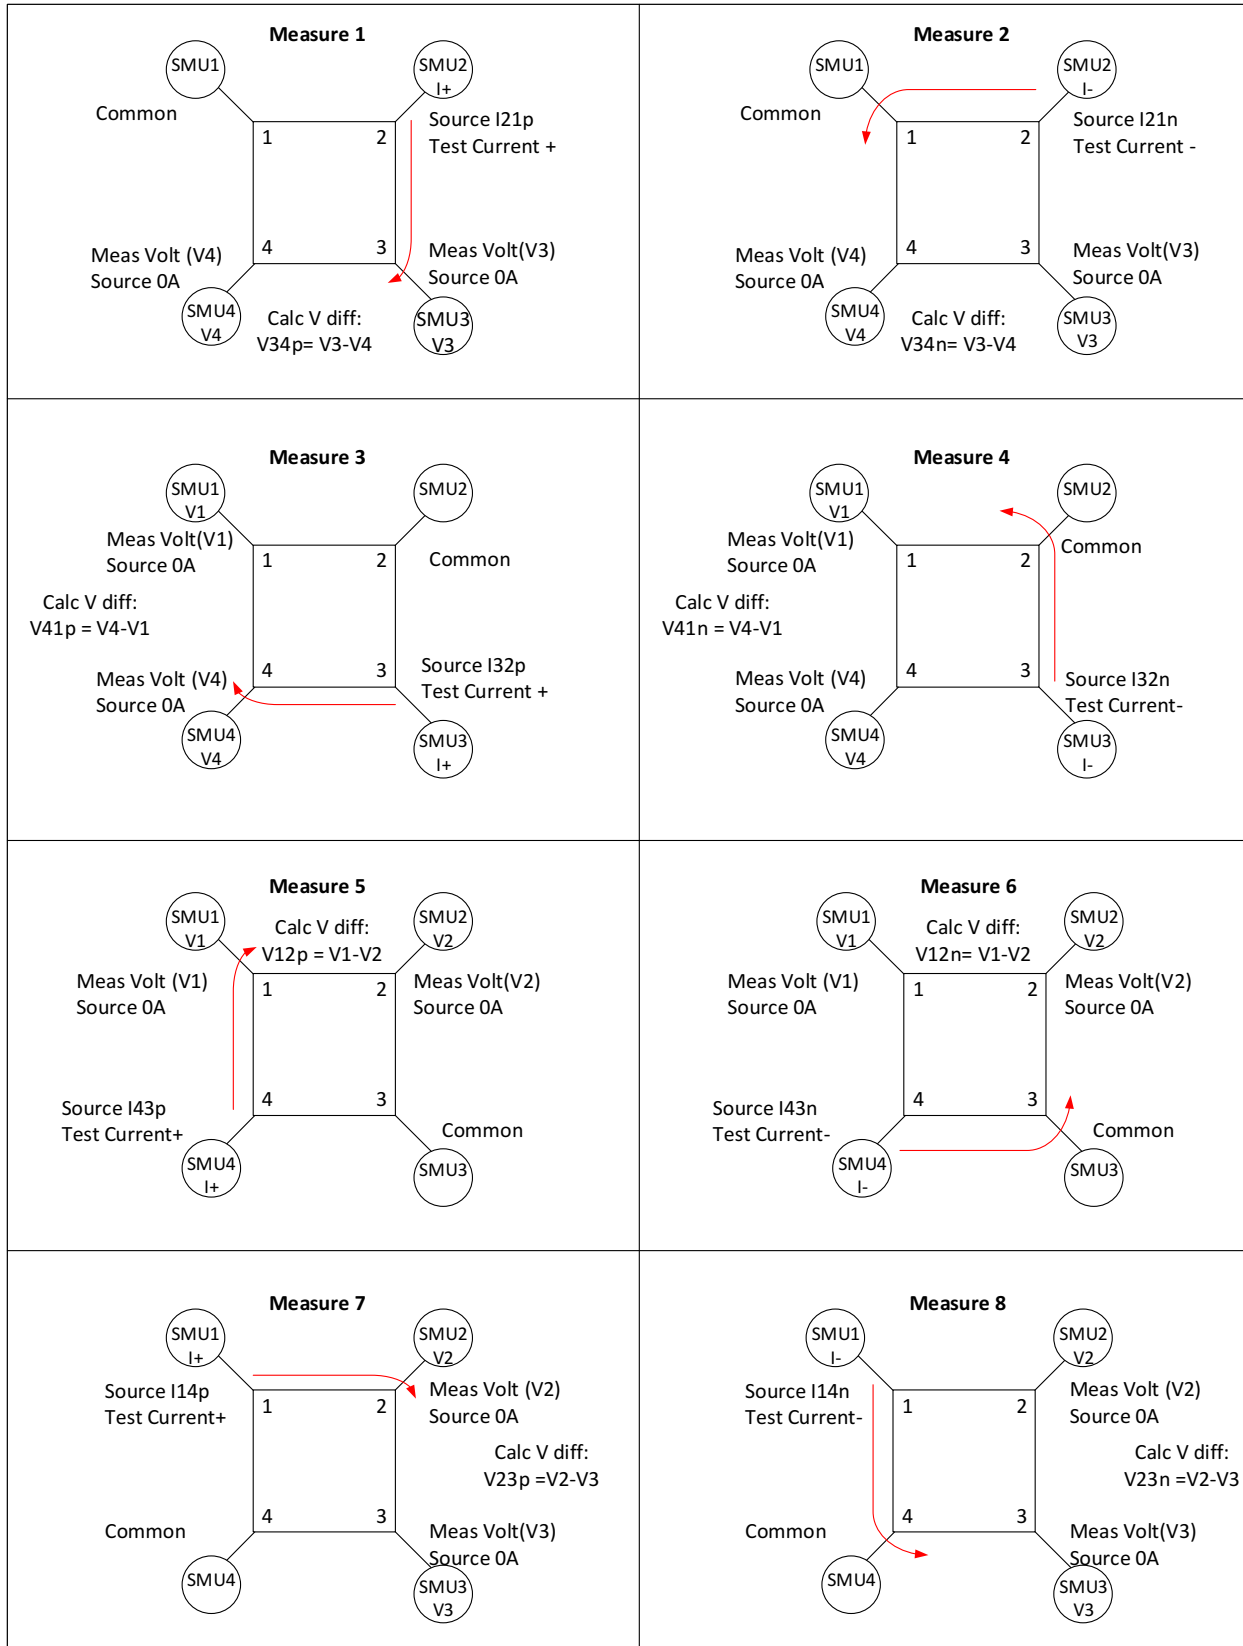 Measure 1
SMU1
SMU2
I+
Common
Source I21p
Test Current +
1
2
4
3
Meas Volt (V4)
Source 0A
Meas Volt(V3)
Source 0A
SMU4
V4
Calc V diff:
V34p= V3-V4
SMU3
V3
Measure 2
SMU1
SMU2
I-
Common
Source I21n
Test Current -
1
2
4
3
Meas Volt (V4)
Source 0A
Meas Volt(V3)
Source 0A
SMU4
V4
Calc V diff:
V34n= V3-V4
SMU3
V3
Measure 3
SMU1
V1
SMU2
Meas Volt(V1)
Source 0A
1
2
Common
Calc V diff:
V41p = V4-V1
4
3
Meas Volt (V4)
Source 0A
Source I32p
Test Current +
SMU4
V4
SMU3
I+
Measure 4
SMU1
V1
SMU2
Meas Volt(V1)
Source 0A
1
2
Common
Calc V diff:
V41n = V4-V1
4
3
Meas Volt (V4)
Source 0A
Source I32n
Test Current-
SMU4
V4
SMU3
I-
Measure 5
SMU1
V1
Calc V diff:
V12p = V1-V2
SMU2
V2
Meas Volt (V1)
Source 0A
1
2
Meas Volt(V2)
Source 0A
4
3
Source I43p
Test Current+
Common
SMU4
I+
SMU3
Measure 6
SMU1
V1
Calc V diff:
V12n= V1-V2
SMU2
V2
Meas Volt (V1)
Source 0A
1
2
Meas Volt(V2)
Source 0A
4
3
Source I43n
Test Current-
Common
SMU4
I-
SMU3
Measure 7
SMU1
I+
SMU2
V2
Source I14p
Test Current+
1
2
Meas Volt (V2)
Source 0A
Calc V diff:
V23p =V2-V3
4
3
Common
Meas Volt(V3)
Source 0A
SMU4
SMU3
V3
Measure 8
SMU1
I-
SMU2
V2
Source I14n
Test Current-
1
2
Meas Volt (V2)
Source 0A
Calc V diff:
V23n =V2-V3
4
3
Common
Meas Volt(V3)
Source 0A
SMU4
SMU3
V3